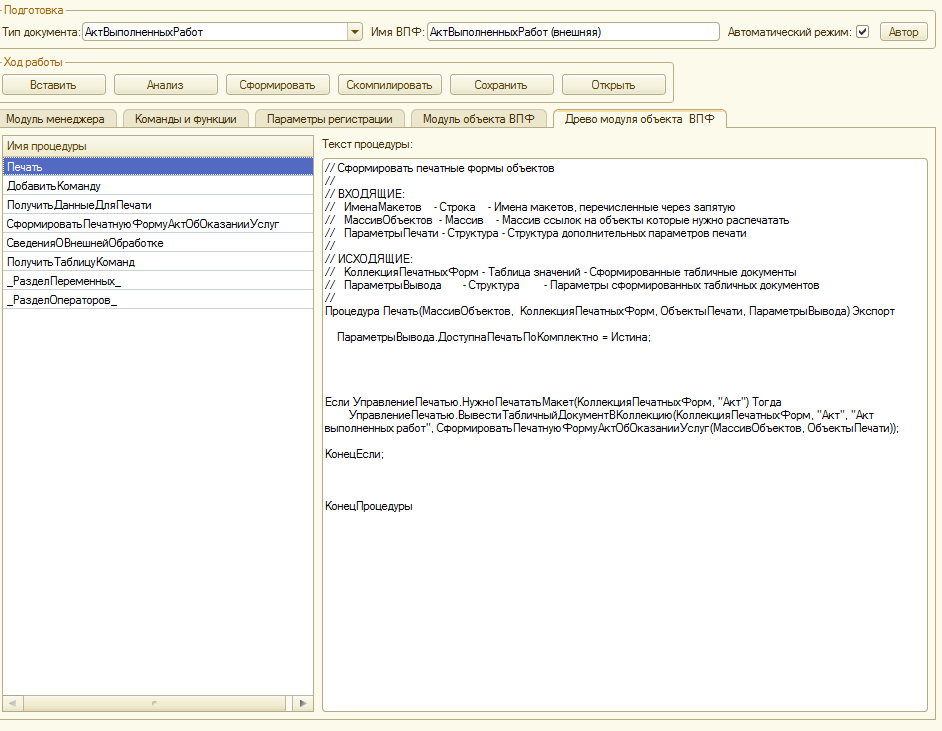 Подготовка
Тип документа: АктВыполненныхРабот Имя ВПФ: АктВыполненныхРабот (внешняя) Автоматический режим: Автор
Ход работы
Вставить Анализ Сформировать Скомпилировать Сохранить Открыть
Модуль менеджера Команды и функции Параметры регистрации Модуль объекта ВПФ Древо модуля объекта ВПФ
Имя процедуры
Печать
ДобавитьКоманду
ПолучитьДанныеДляПечати
СформироватьПечатнуюФормуАктОбОказанииУслуг
СведенияОВнешнейОбработке
ПолучитьТаблицуКоманд
_РазделПеременных_
_РазделОператоров_
Текст процедуры:
// Сформировать печатные формы объектов
//
// ВХОДЯЩИЕ:
// ИменаМакетов - Строка - Имена макетов, перечисленные через запятую
// МассивОбъектов - Массив - Массив ссылок на объекты которые нужно распечатать
// ПараметрыПечати - Структура - Структура дополнительных параметров печати
//
// ИСХОДЯЩИЕ:
// КоллекцияПечатныхФорм - Таблица значений - Сформированные табличные документы
// ПараметрыВывода - Структура - Параметры сформированных табличных документов
//
Процедура Печать(МассивОбъектов, КоллекцияПечатныхФорм, ОбъектыПечати, ПараметрыВывода) Экспорт
ПараметрыВывода.ДоступнаПечатьПоКомплектно = Истина;
Если УправлениеПечатью.НужноПечататьМакет(КоллекцияПечатныхФорм, "Акт") Тогда
УправлениеПечатью.ВывестиТабличныйДокументВКоллекцию(КоллекцияПечатныхФорм, "Акт", "Акт
выполненных работ", СформироватьПечатнуюФормуАктОбОказанииУслуг(МассивОбъектов, ОбъектыПечати));
КонецЕсли;
КонецПроцедуры